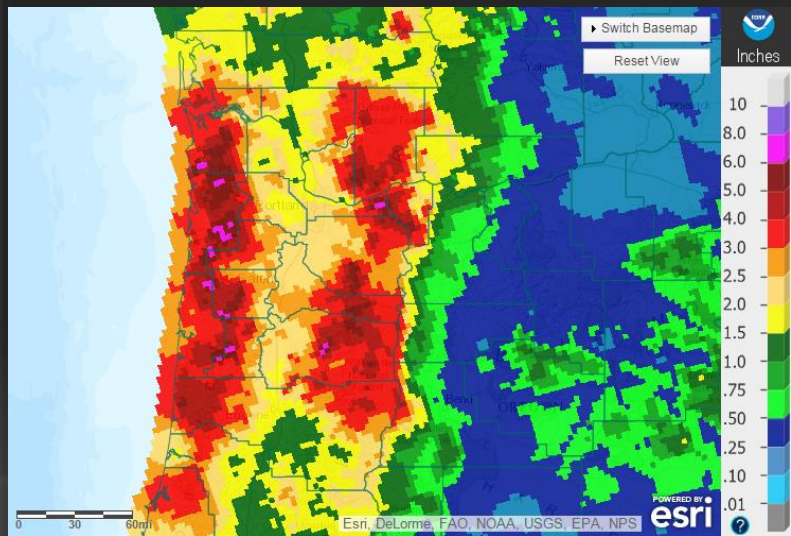 Switch Basemap
Reset View
NOAA
Inches
10
8.0
6.0
5.0
4.0
3.0
2.5
2.0
1.5
1.0
.75
.50
.25
.10
.01
?
Yakima
Bend
0 30 60mi
Esri, DeLorme, FAO, NOAA, USGS, EPA, NPS
POWERED BY
esri